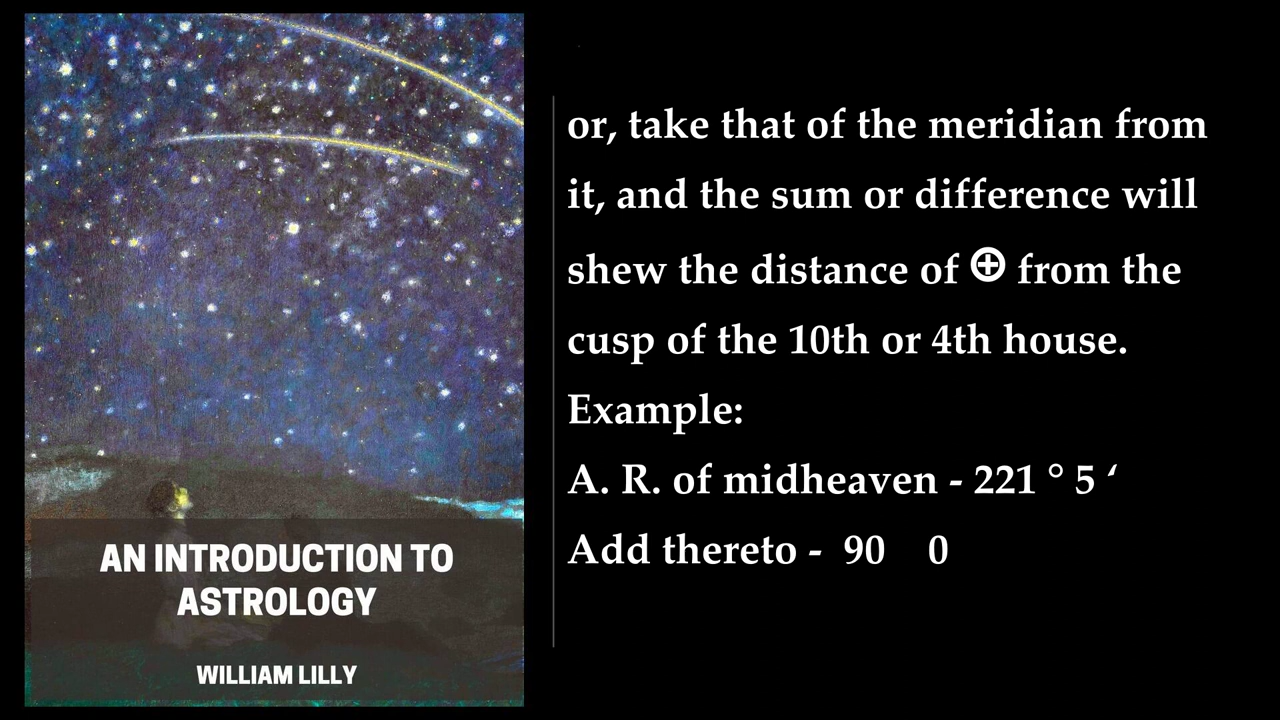 AN INTRODUCTION TO
ASTROLOGY
WILLIAM LILLY
or, take that of the meridian from
it, and the sum or difference will
shew the distance of ⊕ from the
cusp of the 10th or 4th house.
Example:
A. R. of midheaven - 221 ° 5 ‘
Add thereto - 90 0